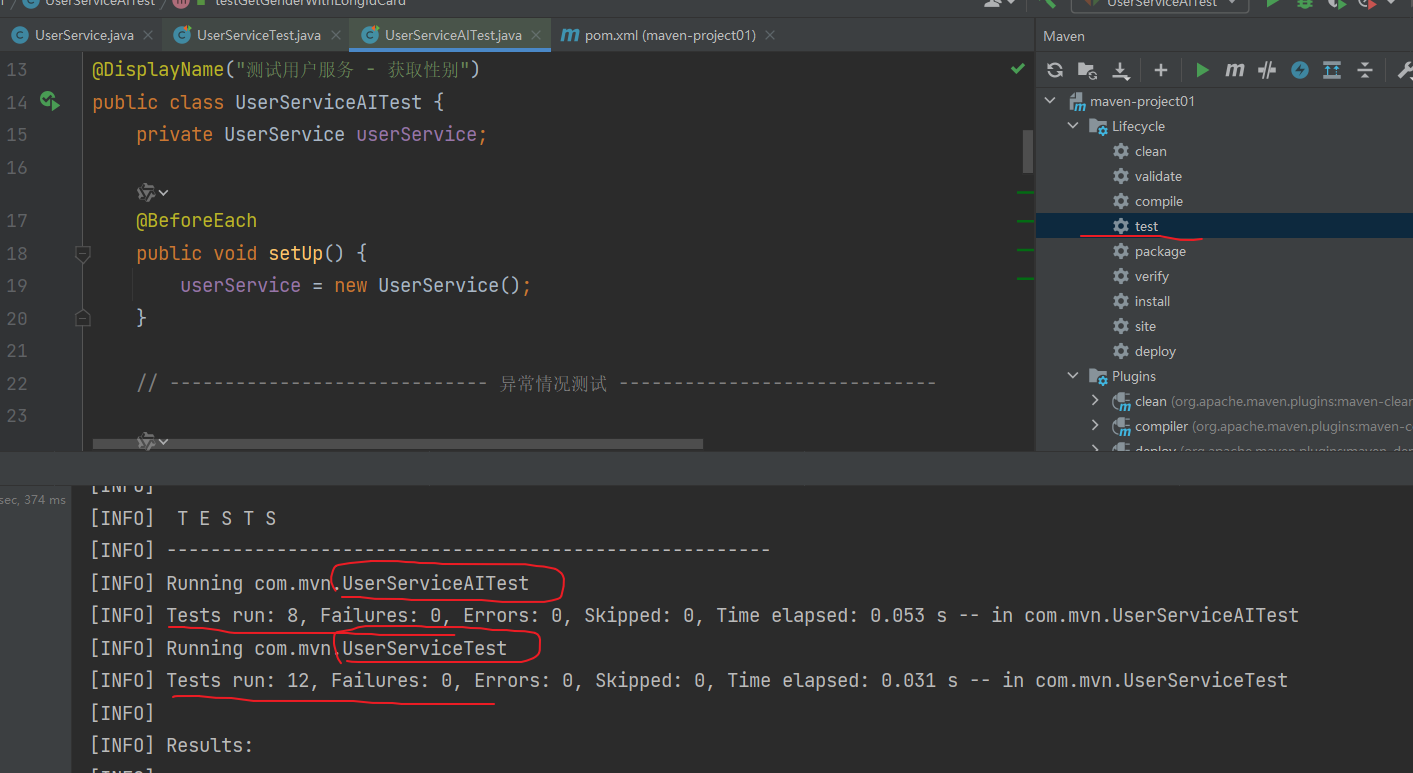 UserServiceAITest testGetGenderWithLongIdCard UserServiceAITest
UserService.java UserServiceTest.java UserServiceAITest.java pom.xml (maven-project01)
Maven
13 @DisplayName("测试用户服务 - 获取性别")
14 public class UserServiceAITest {
15 private UserService userService;
16
17 @BeforeEach
18 public void setUp() {
19 userService = new UserService();
20 }
21
22 // ----------------------------- 异常情况测试 -----------------------------
23
maven-project01
Lifecycle
clean
validate
compile
test
package
verify
install
site
deploy
Plugins
clean (org.apache.maven.plugins:maven-clean
compiler (org.apache.maven.plugins:maven-c
deploy (org.apache.maven.plugins:maven-dep
sec, 374 ms
[INFO]
[INFO] T E S T S
[INFO] -------------------------------------------------------
[INFO] Running com.mvn.UserServiceAITest
[INFO] Tests run: 8, Failures: 0, Errors: 0, Skipped: 0, Time elapsed: 0.053 s -- in com.mvn.UserServiceAITest
[INFO] Running com.mvn.UserServiceTest
[INFO] Tests run: 12, Failures: 0, Errors: 0, Skipped: 0, Time elapsed: 0.031 s -- in com.mvn.UserServiceTest
[INFO]
[INFO] Results:
[INFO]